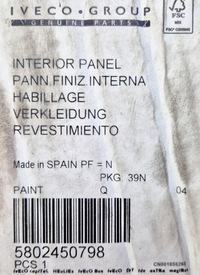 IVECO·GROUP
GENUINE PARTS
FSC
MIX
INTERIOR PANEL
PANN.FINIZ INTERNA
HABILLAGE
VERKLEIDUNG
REVESTIMIENTO
Made in SPAIN PF = N
PKG 39N
PAINT Q 04
5802450798
PCS 1